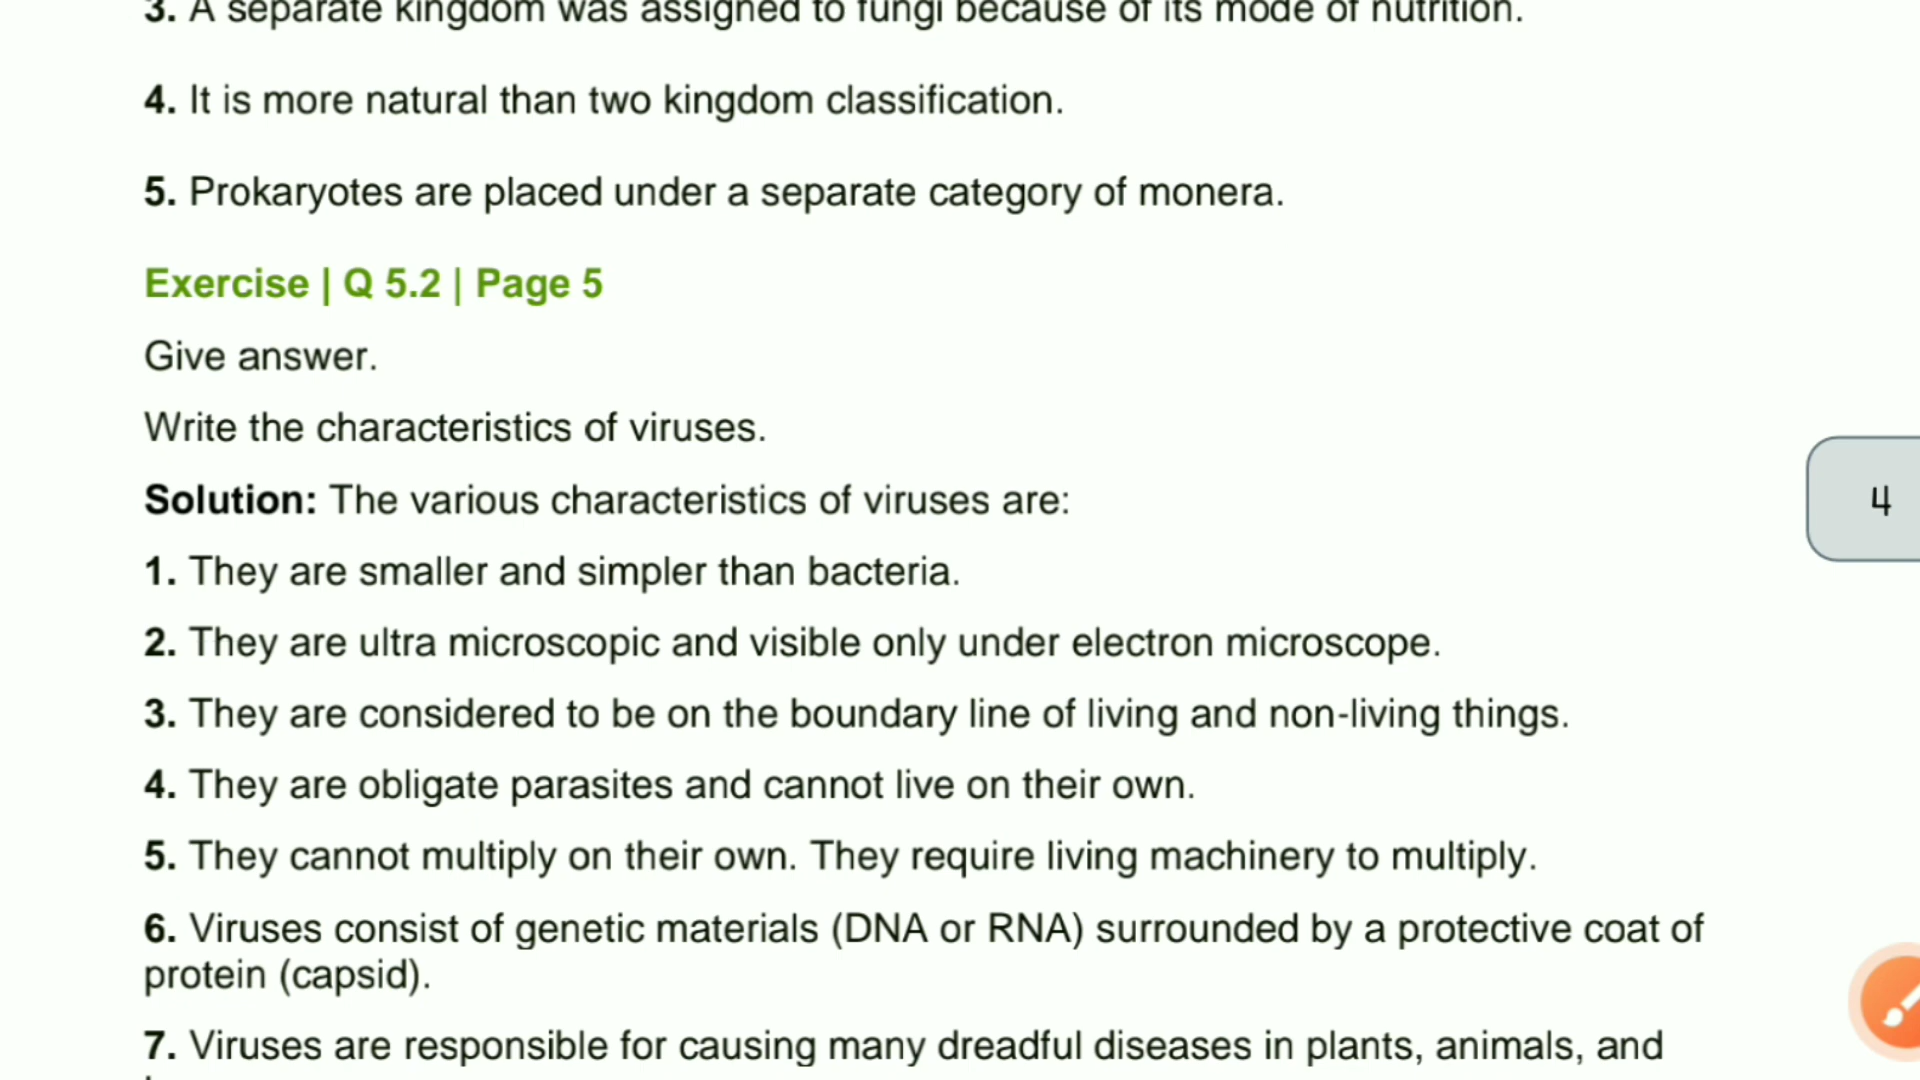 3. A separate kingdom was assigned to fungi because of its mode of nutrition.
4. It is more natural than two kingdom classification.
5. Prokaryotes are placed under a separate category of monera.
Exercise | Q 5.2 | Page 5
Give answer.
Write the characteristics of viruses.
Solution: The various characteristics of viruses are:
1. They are smaller and simpler than bacteria.
2. They are ultra microscopic and visible only under electron microscope.
3. They are considered to be on the boundary line of living and non-living things.
4
4. They are obligate parasites and cannot live on their own.
5. They cannot multiply on their own. They require living machinery to multiply.
6. Viruses consist of genetic materials (DNA or RNA) surrounded by a protective coat of
protein (capsid).
7. Viruses are responsible for causing many dreadful diseases in plants, animals, and